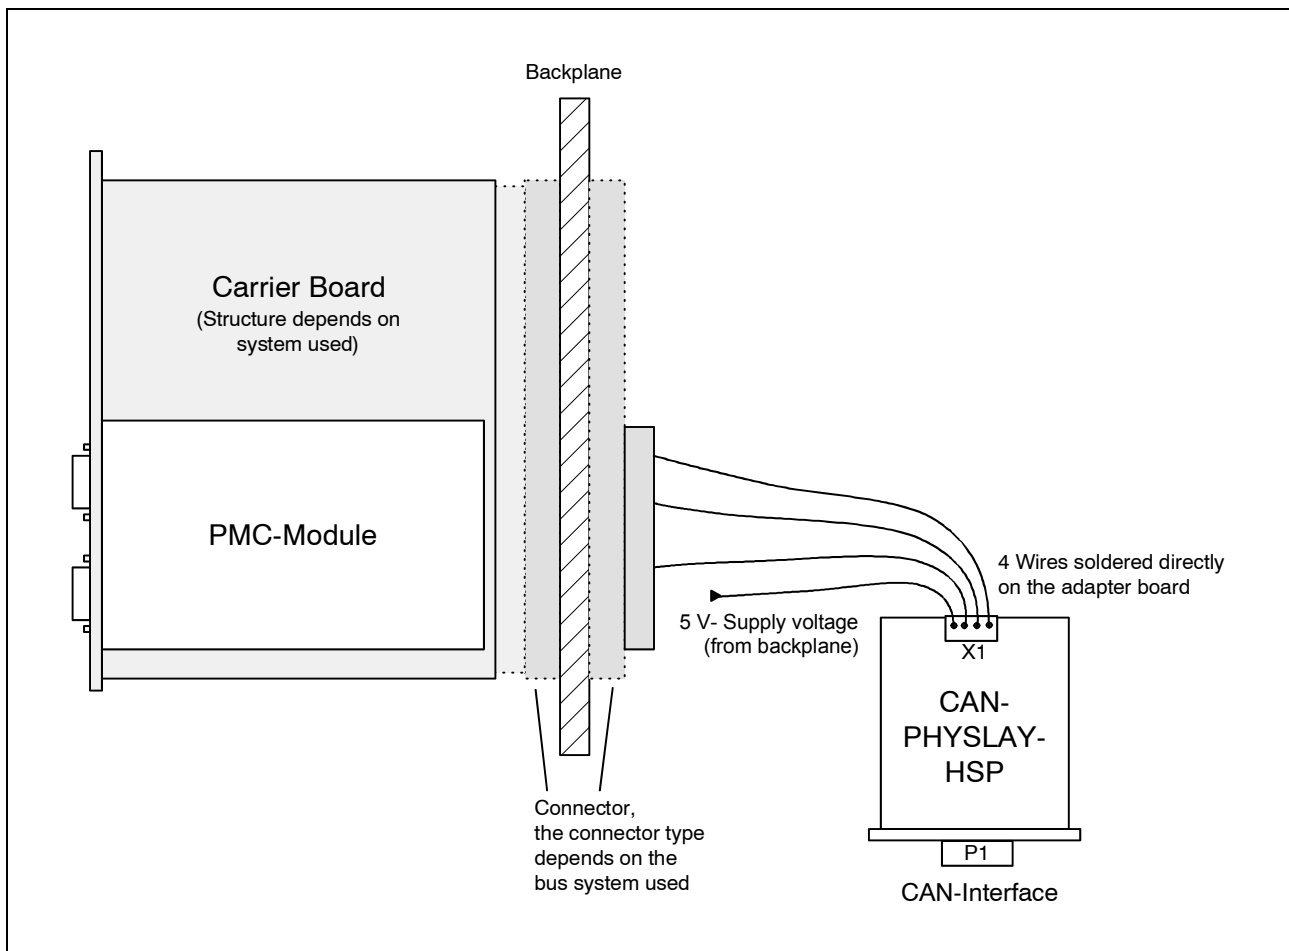 Backplane
Carrier Board
(Structure depends on
system used)
PMC-Module
4 Wires soldered directly
on the adapter board
5 V- Supply voltage
(from backplane)
X1
CAN-
PHYSLAY-
HSP
Connector,
the connector type
depends on the
bus system used
P1
CAN-Interface